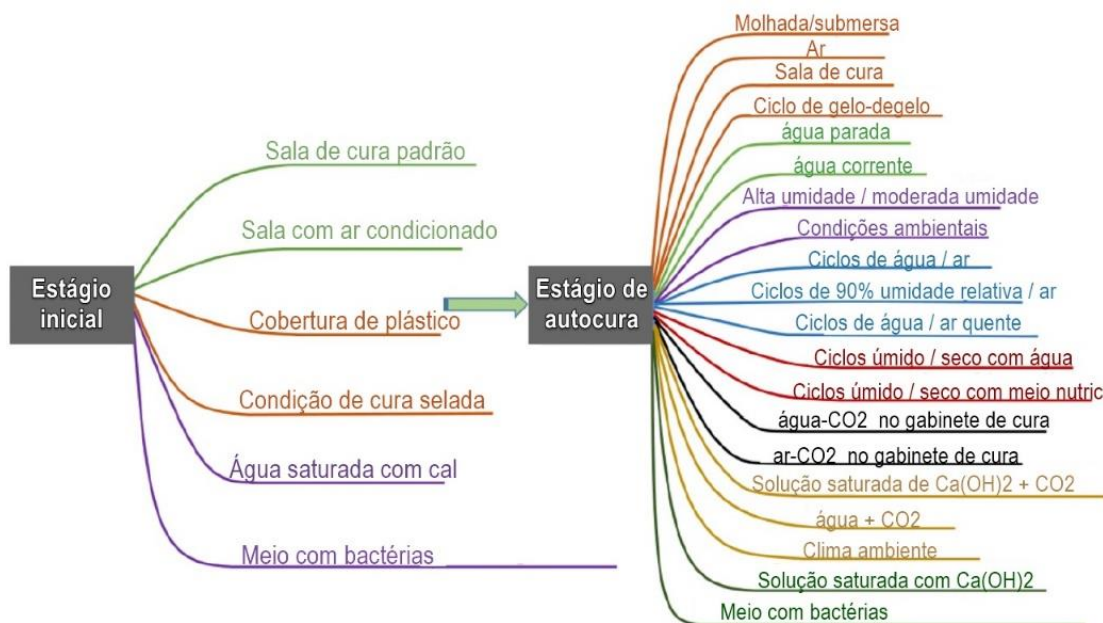 Estágio
inicial
Sala de cura padrão
Sala com ar condicionado
Cobertura de plástico
Condição de cura selada
Água saturada com cal
Meio com bactérias
Estágio de
autocura
Molhada/submersa
Ar
Sala de cura
Ciclo de gelo-degelo
água parada
água corrente
Alta umidade / moderada umidade
Condições ambientais
Ciclos de água / ar
Ciclos de 90% umidade relativa / ar
Ciclos de água / ar quente
Ciclos úmido / seco com água
Ciclos úmido / seco com meio nutric
água-CO2 no gabinete de cura
ar-CO2 no gabinete de cura
Solução saturada de Ca(OH)2 + CO2
água + CO2
Clima ambiente
Solução saturada com Ca(OH)2
Meio com bactérias